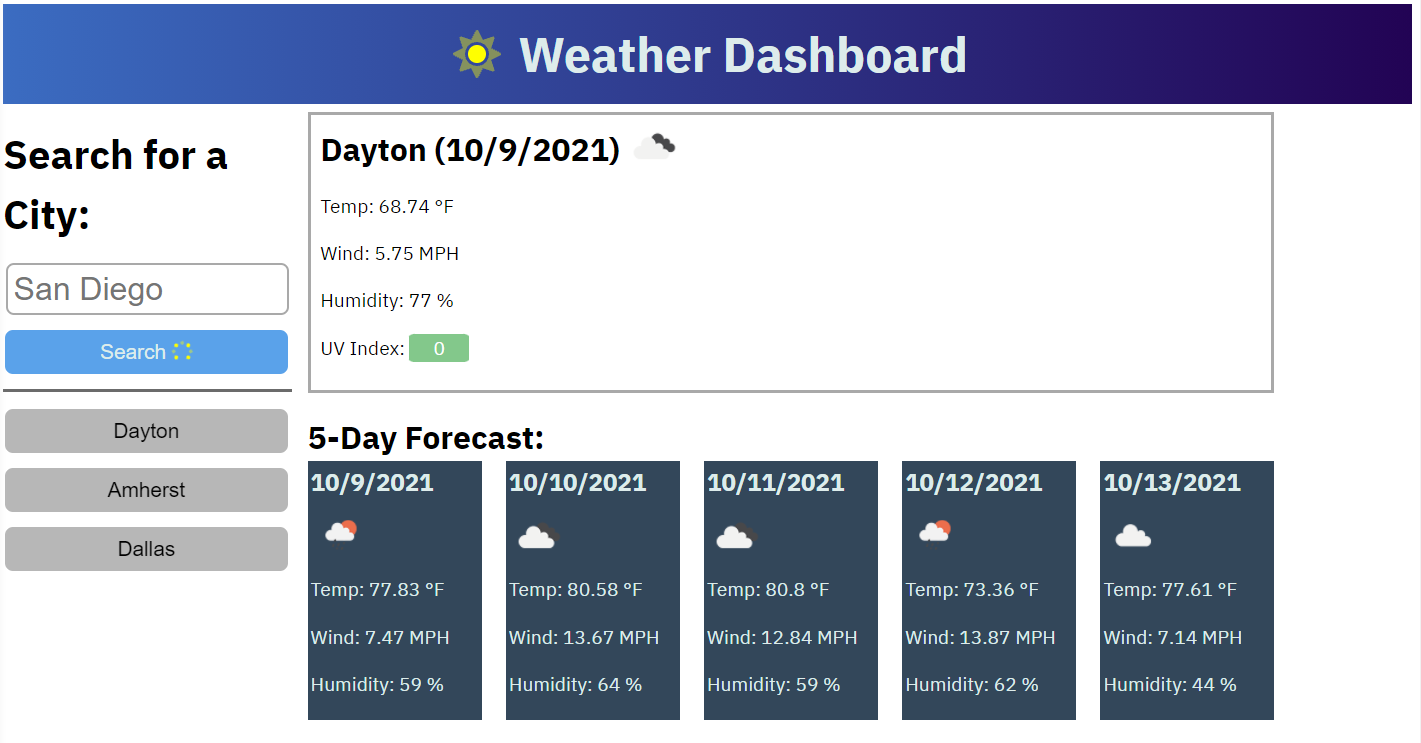 Weather Dashboard
Search for a
City:
San Diego
Search
Dayton
Amherst
Dallas
Dayton (10/9/2021)
Temp: 68.74 °F
Wind: 5.75 MPH
Humidity: 77 %
UV Index: 0
5-Day Forecast:
10/9/2021
Temp: 77.83 °F
Wind: 7.47 MPH
Humidity: 59 %
10/10/2021
Temp: 80.58 °F
Wind: 13.67 MPH
Humidity: 64 %
10/11/2021
Temp: 80.8 °F
Wind: 12.84 MPH
Humidity: 59 %
10/12/2021
Temp: 73.36 °F
Wind: 13.87 MPH
Humidity: 62 %
10/13/2021
Temp: 77.61 °F
Wind: 7.14 MPH
Humidity: 44 %